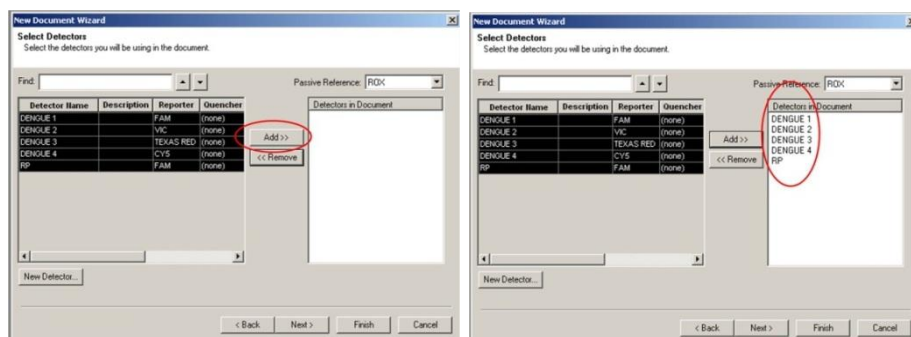 New Document Wizard
Select Detectors
Select the detectors you will be using in the document.
Find:
Passive Reference: ROX
Detector Name Description Reporter Quencher
DENGUE 1 FAM (none)
DENGUE 2 VIC (none)
DENGUE 3 TEXAS RED (none)
DENGUE 4 CY5 (none)
RP FAM (none)
Add >>
<< Remove
Detectors in Document
New Detector...
< Back Next > Finish Cancel
New Document Wizard
Select Detectors
Select the detectors you will be using in the document.
Find:
Passive Reference: ROX
Detector Name Description Reporter Quencher
DENGUE 1 FAM (none)
DENGUE 2 VIC (none)
DENGUE 3 TEXAS RED (none)
DENGUE 4 CY5 (none)
RP FAM (none)
Add >>
<< Remove
Detectors in Document
DENGUE 1
DENGUE 2
DENGUE 3
DENGUE 4
RP
New Detector...
< Back Next > Finish Cancel